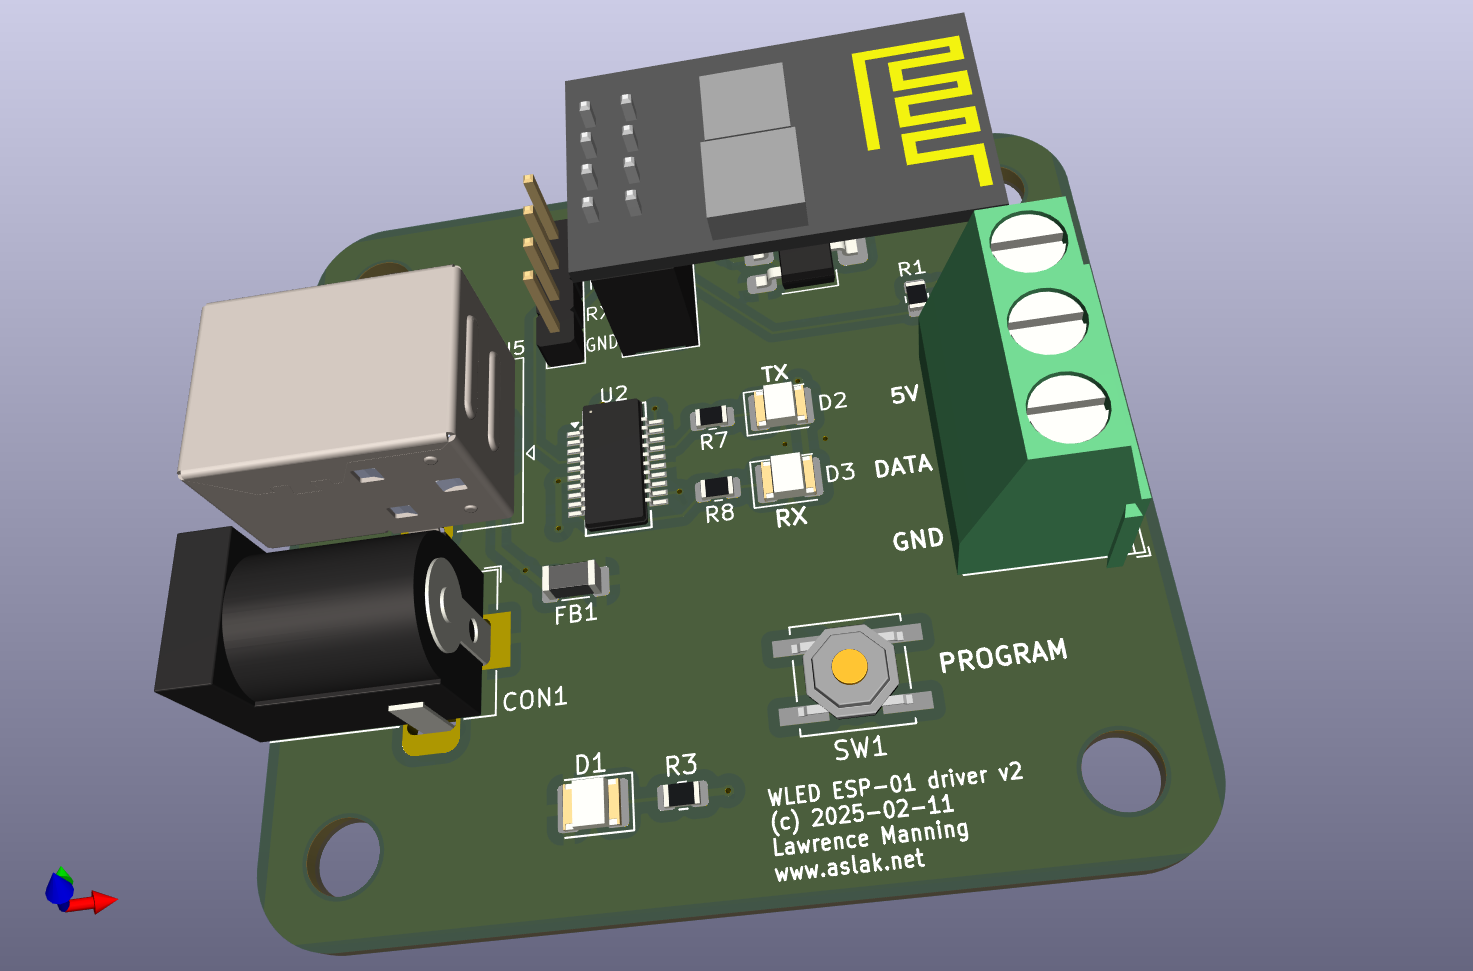 R1
GND
U2
TX
D2
5V
R7
D3
DATA
R8
RX
GND
FB1
PROGRAM
CON1
SW1
D1
R3
WLED ESP-01 driver v2
(c) 2025-02-11
Lawrence Manning
www.aslak.net